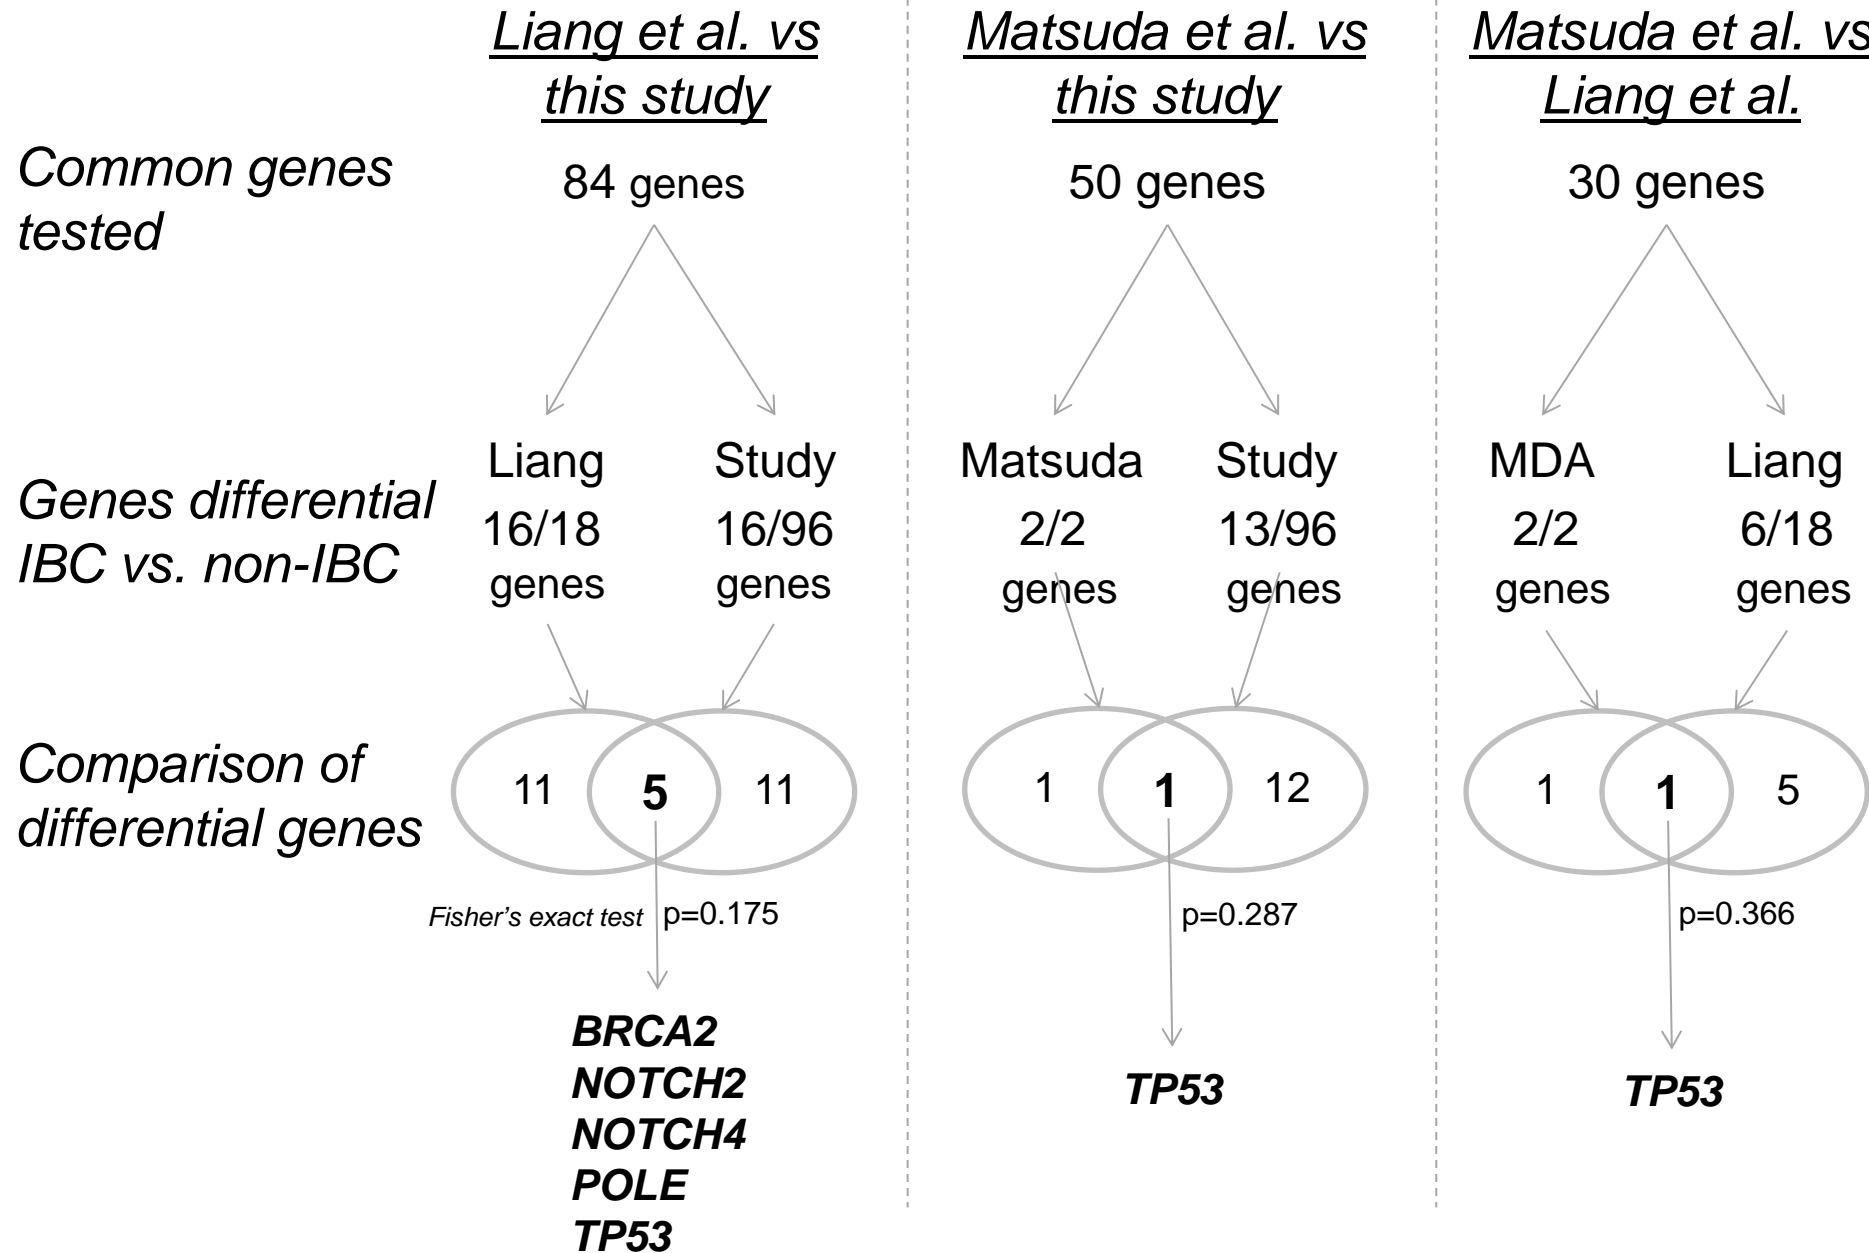 Liang et al. vs
this study
Matsuda et al. vs
this study
Matsuda et al. vs
Liang et al.
Common genes
tested
84 genes
50 genes
30 genes
Genes differential
IBC vs. non-IBC
Liang
16/18
genes
Study
16/96
genes
Matsuda
2/2
genes
Study
13/96
genes
MDA
2/2
genes
Liang
6/18
genes
Comparison of
differential genes
11
5
11
1
1
12
1
1
5
Fisher’s exact test
p=0.175
p=0.287
p=0.366
BRCA2
NOTCH2
NOTCH4
POLE
TP53
TP53
TP53